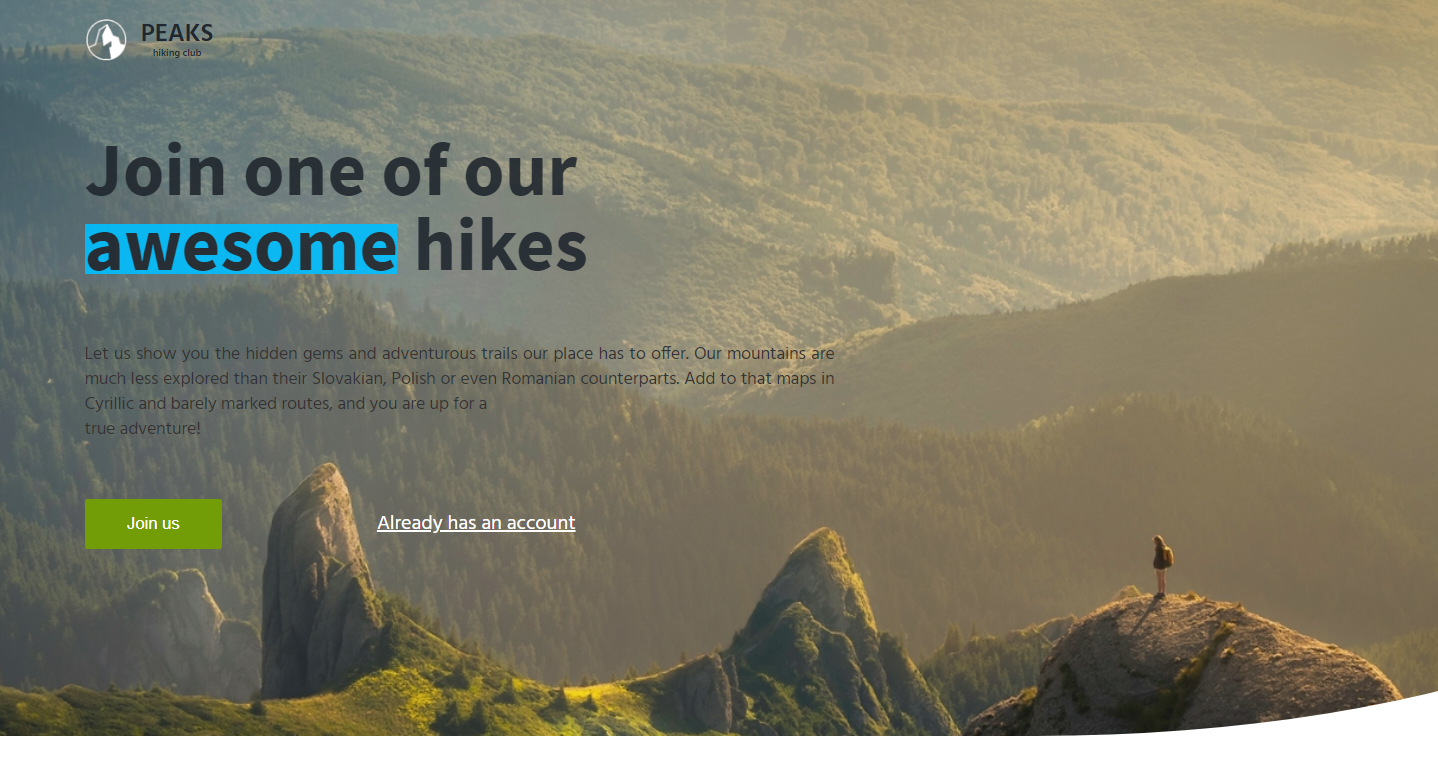 PEAKS
hiking club
Join one of our
awesome hikes
Let us show you the hidden gems and adventurous trails our place has to offer. Our mountains are
much less explored than their Slovakian, Polish or even Romanian counterparts. Add to that maps in
Cyrillic and barely marked routes, and you are up for a
true adventure!
Join us
Already has an account